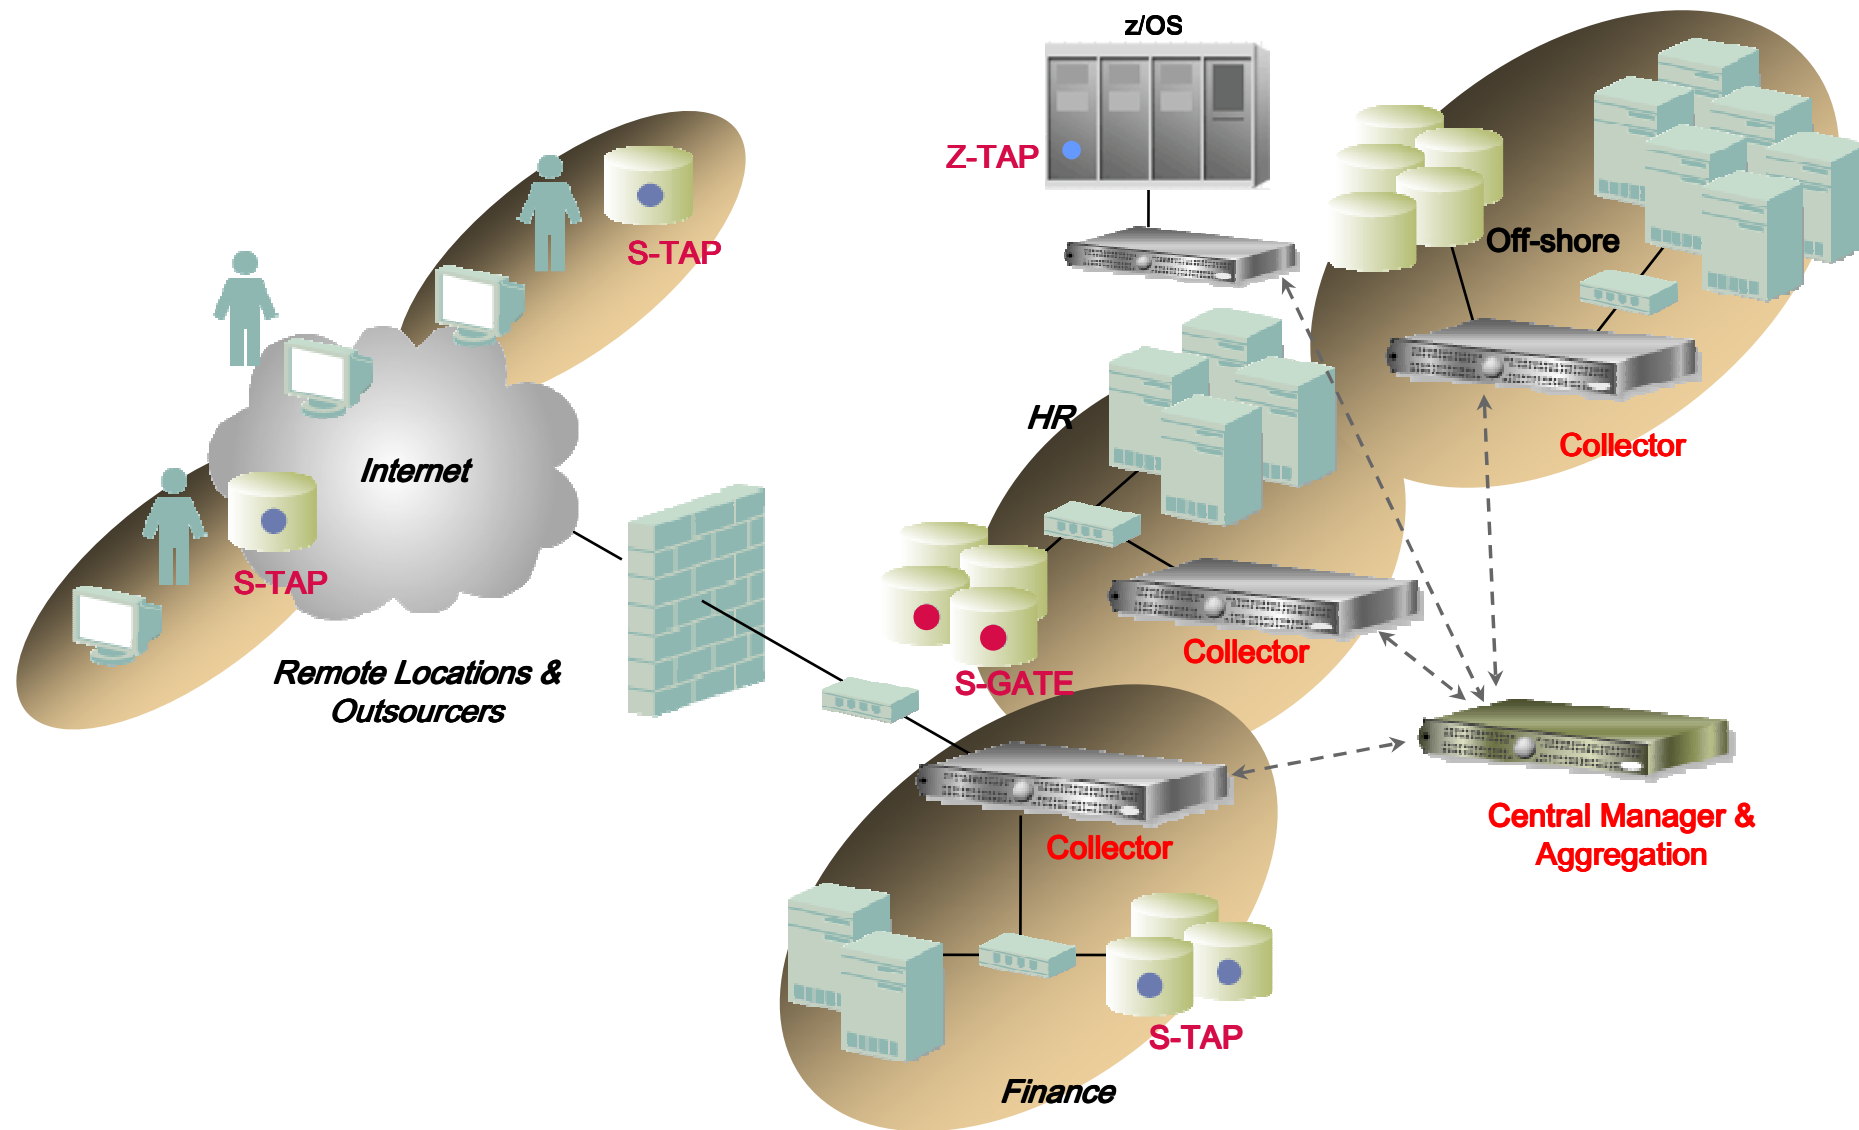 z/OS
Z-TAP
S-TAP
Off-shore
HR
Collector
Internet
S-TAP
Remote Locations &
Outsourcers
Collector
S-GATE
Central Manager &
Aggregation
Collector
S-TAP
Finance